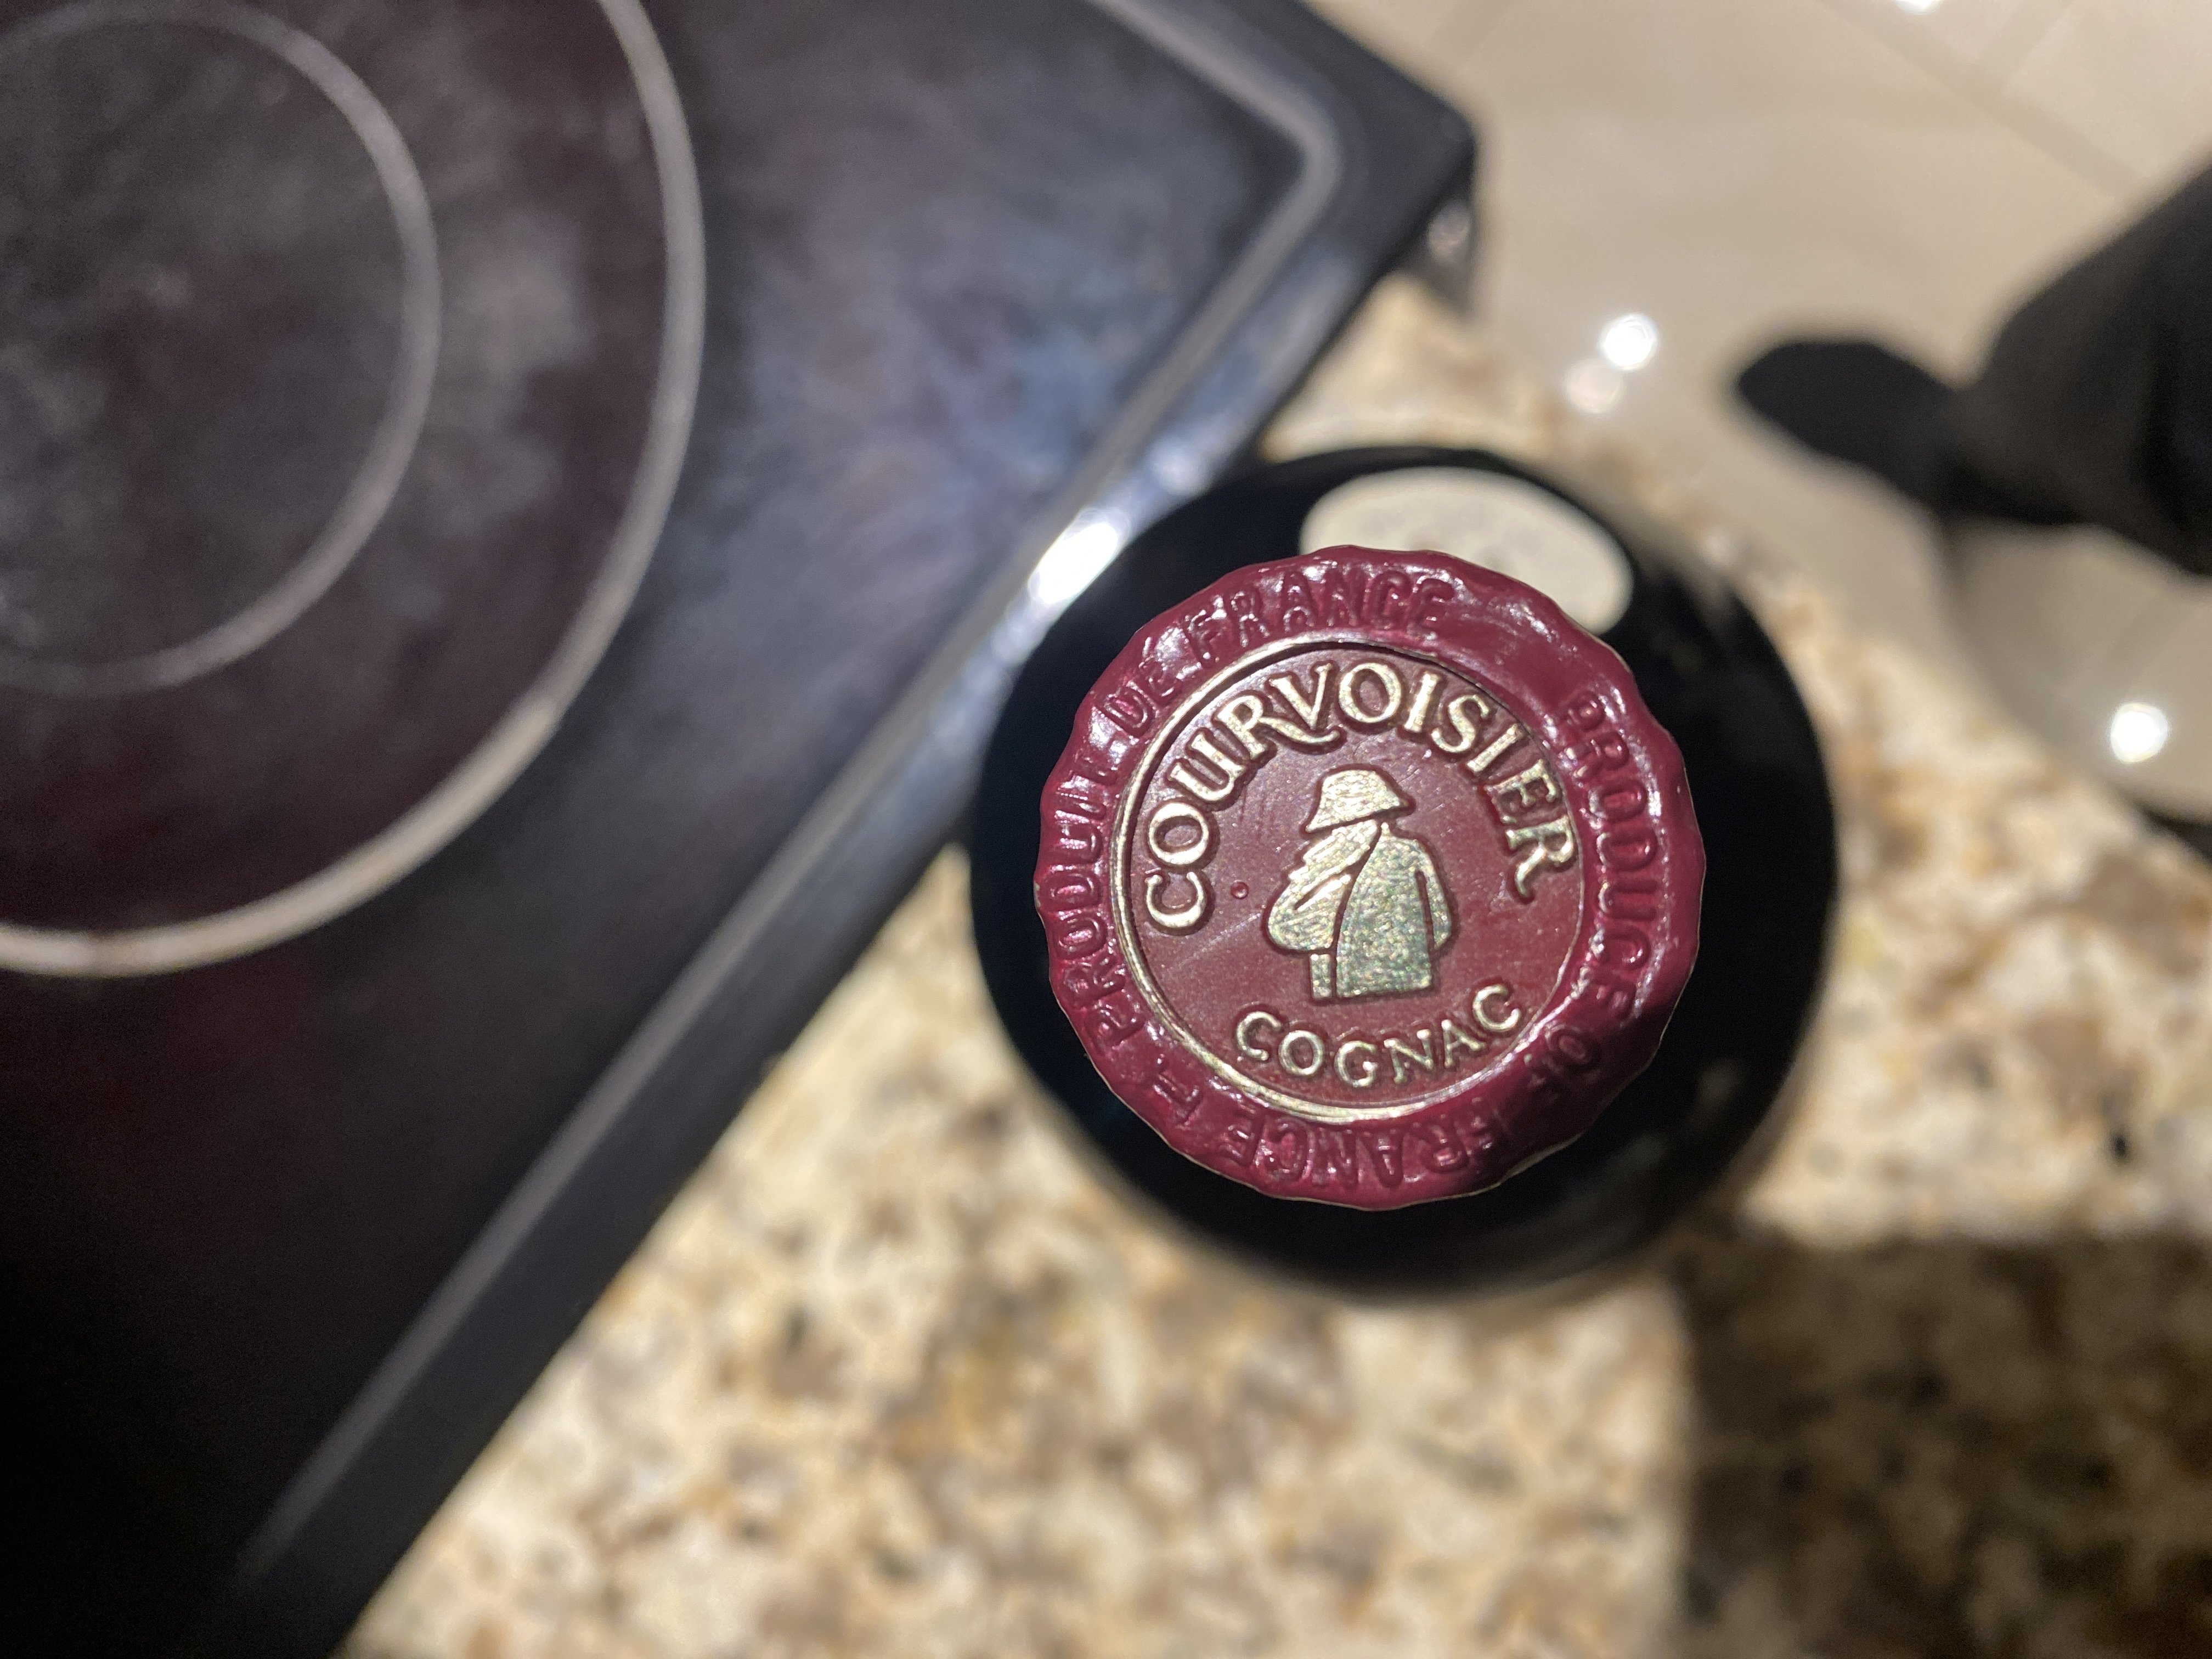 COURVOISIER
COGNAC
PRODUIT DE FRANCE
PRODUCE OF FRANCE